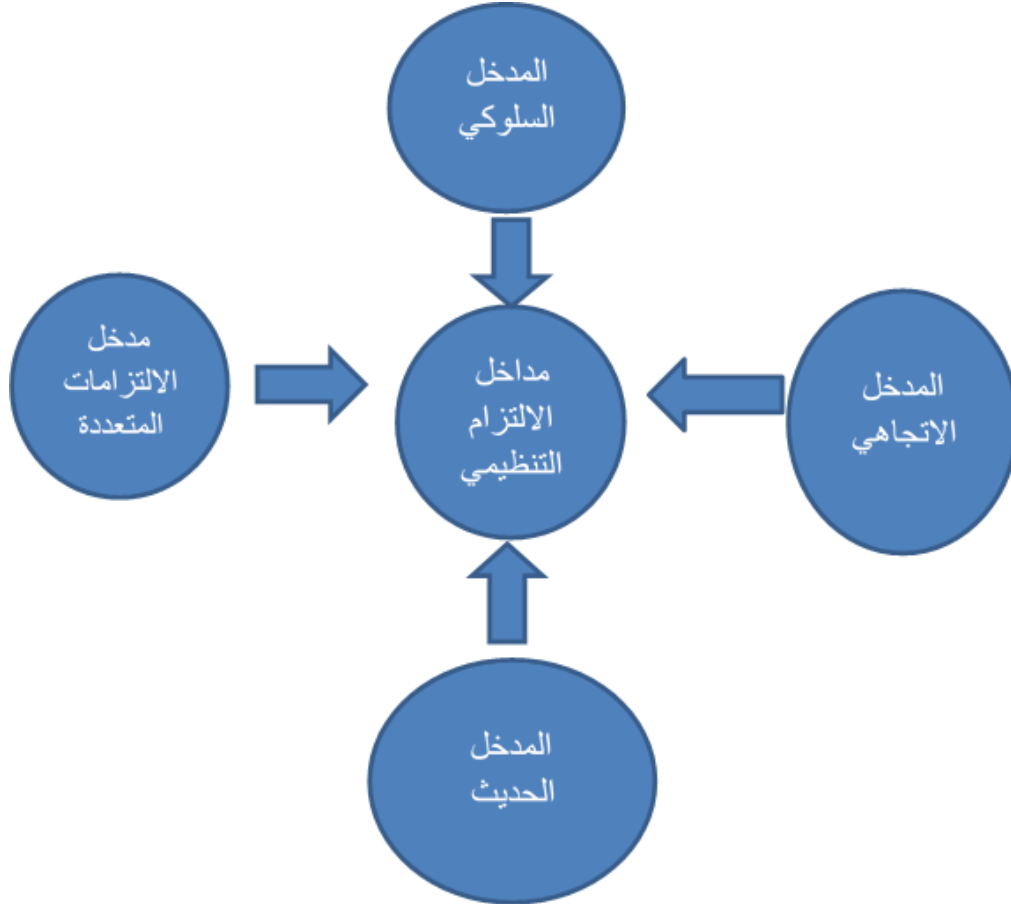 المدخل
السلوكي
المدخل
الاتجاهي
مداخل
الالتزام
التنظيمي
مدخل
الالتزامات
المتعددة
المدخل
الحديث